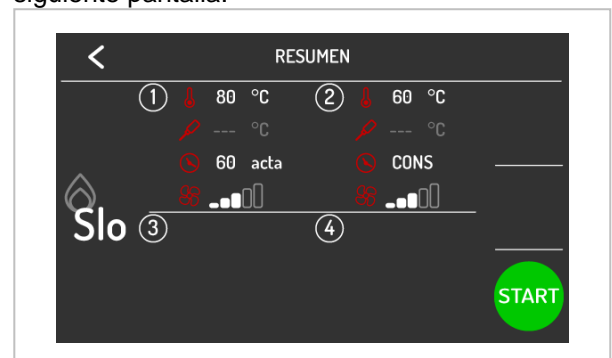 siguiente pantalla:
RESUMEN
1 80 °C 2 60 °C
--- °C --- °C
60 acta CONS
Slo
3 4
START